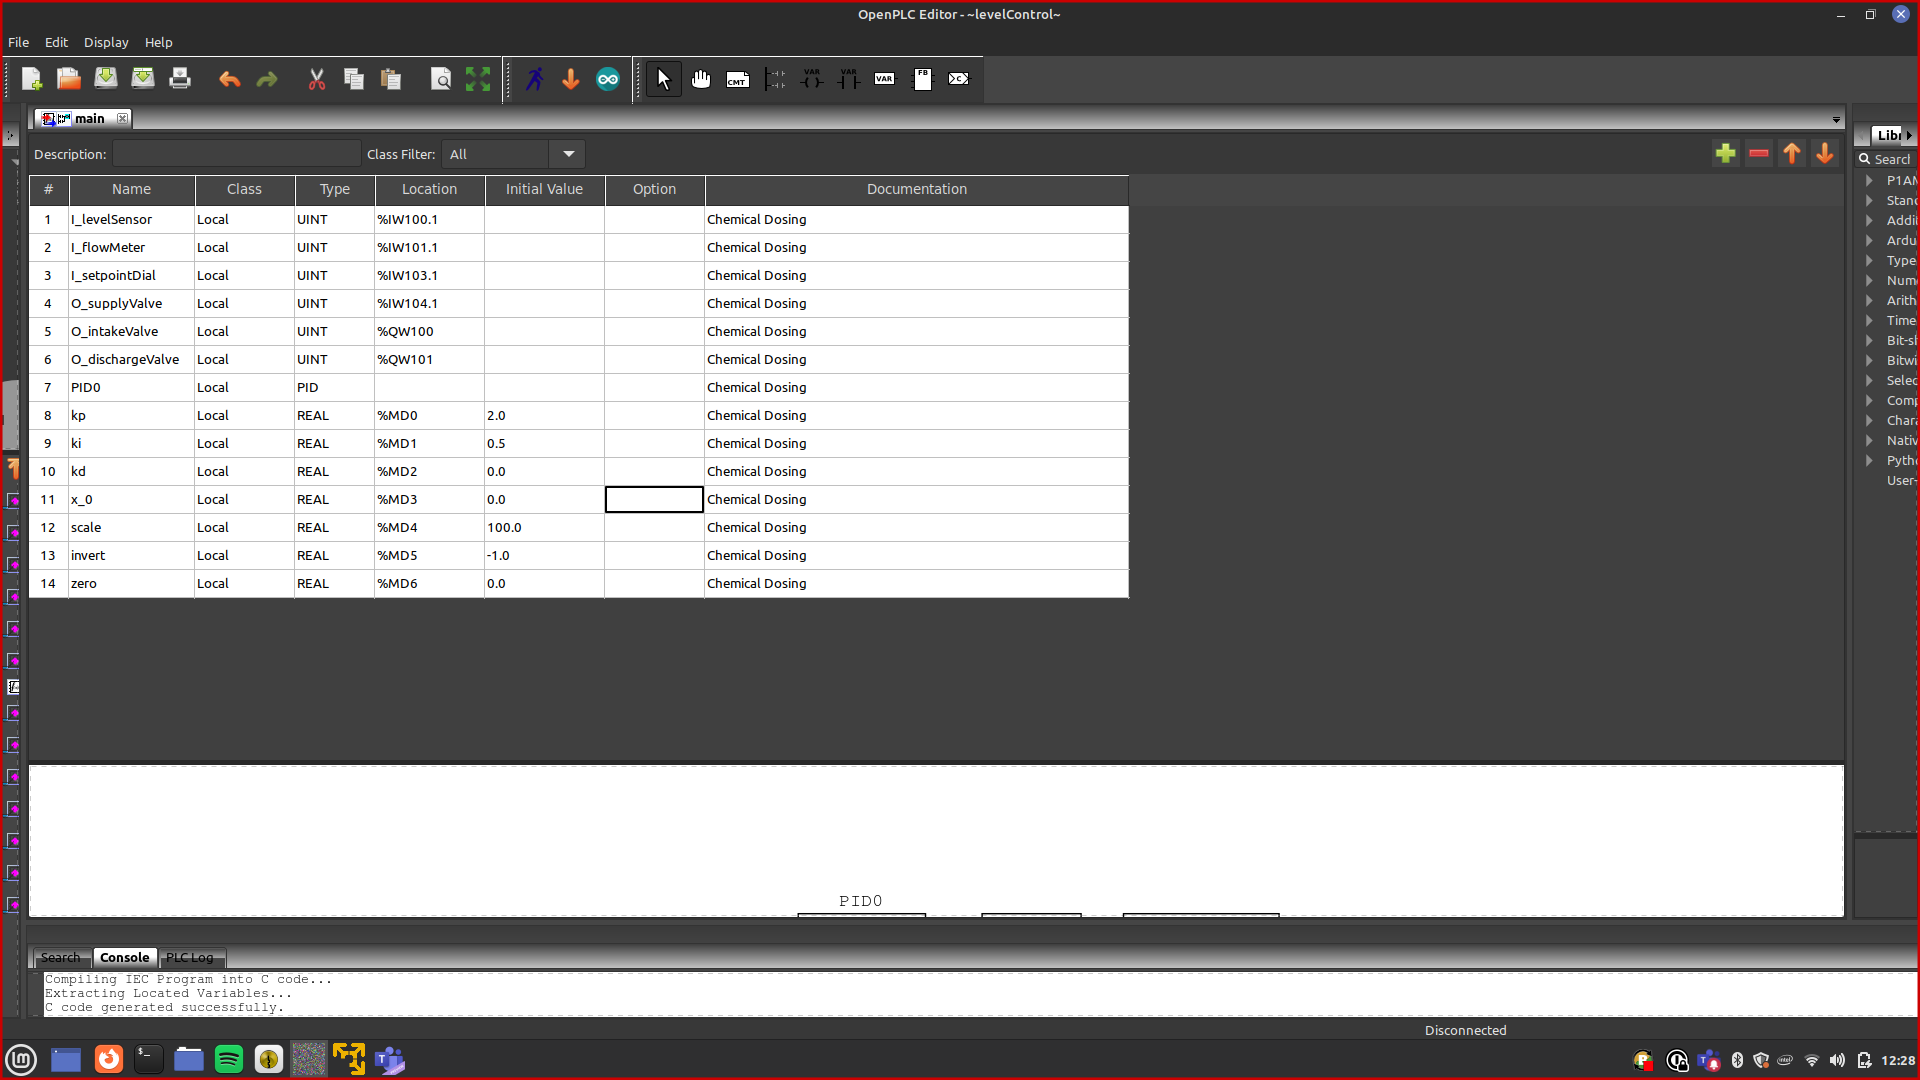 OpenPLC Editor - ~levelControl~
File Edit Display Help
CMT VAR VAR VAR FB C
main
Description: Class Filter: All
# Name Class Type Location Initial Value Option Documentation
1 I_levelSensor Local UINT %IW100.1 Chemical Dosing
2 I_flowMeter Local UINT %IW101.1 Chemical Dosing
3 I_setpointDial Local UINT %IW103.1 Chemical Dosing
4 O_supplyValve Local UINT %IW104.1 Chemical Dosing
5 O_intakeValve Local UINT %QW100 Chemical Dosing
6 O_dischargeValve Local UINT %QW101 Chemical Dosing
7 PID0 Local PID Chemical Dosing
8 kp Local REAL %MD0 2.0 Chemical Dosing
9 ki Local REAL %MD1 0.5 Chemical Dosing
10 kd Local REAL %MD2 0.0 Chemical Dosing
11 x_0 Local REAL %MD3 0.0 Chemical Dosing
12 scale Local REAL %MD4 100.0 Chemical Dosing
13 invert Local REAL %MD5 -1.0 Chemical Dosing
14 zero Local REAL %MD6 0.0 Chemical Dosing
Libr
Search
P1AM
Stand
Addi
Ardu
Type
Nume
Arith
Time
Bit-sh
Bitwi
Selec
Comp
Chara
Nativ
Pytho
User-
PID0
Search Console PLC Log
Compiling IEC Program into C code...
Extracting Located Variables...
C code generated successfully.
Disconnected
12:28